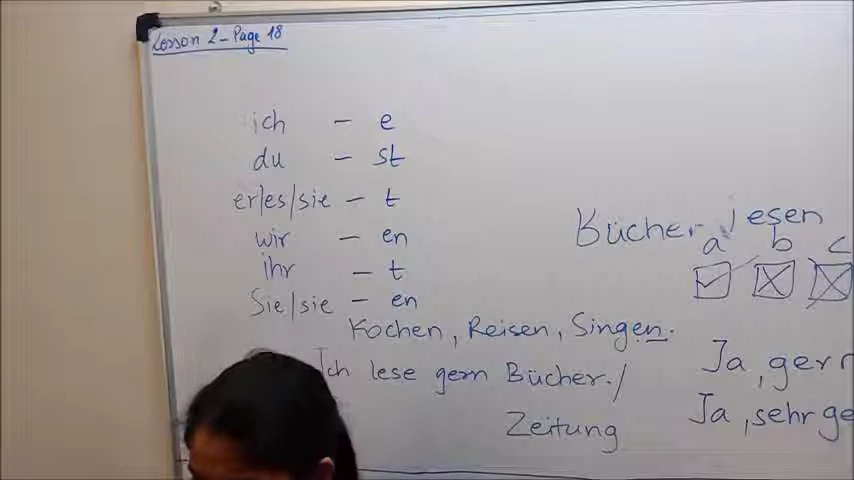 Lesson 2 - Page 18
ich - e
du - st
er/es/sie - t
wir - en
ihr - t
Sie/sie - en
Kochen, Reisen, Singen.
Ich lese gern Bücher./
Zeitung
Bücher lesen
a b c
Ja, gern
Ja, sehr ge